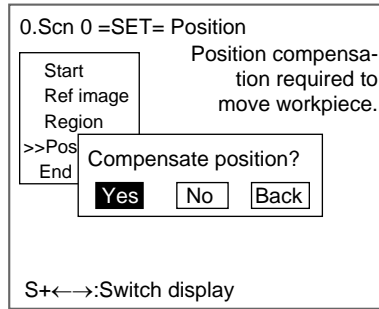 0.Scn 0 =SET= Position
Position compensa-
tion required to
move workpiece.
Start
Ref image
Region
>>Pos
End
Compensate position?
Yes No Back
S+←→:Switch display